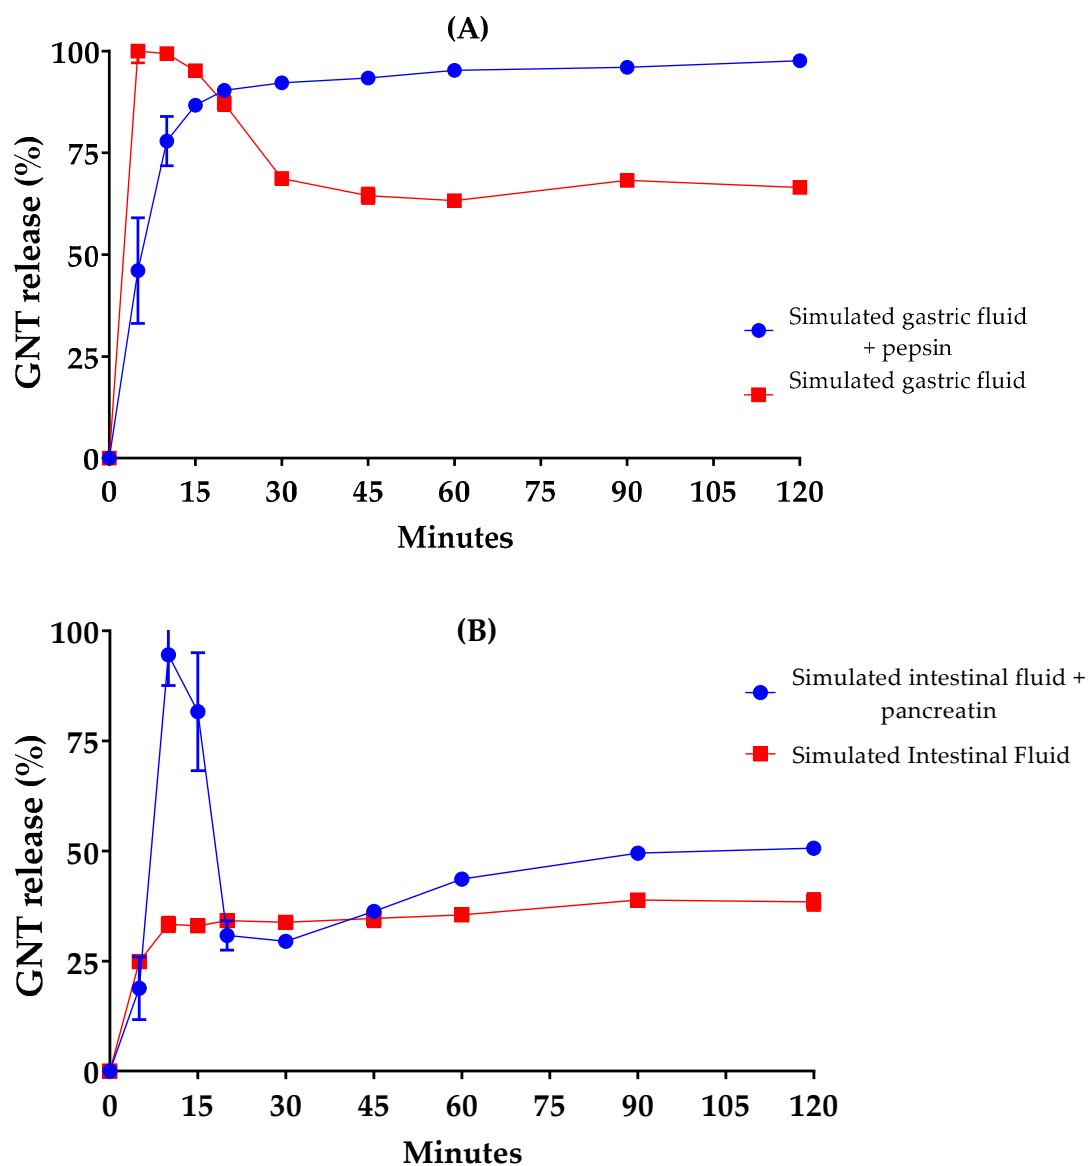 (A)
100
75
50
25
0
GNT release (%)
0 15 30 45 60 75 90 105 120
Minutes
Simulated gastric fluid
+ pepsin
Simulated gastric fluid
(B)
100
75
50
25
0
GNT release (%)
0 15 30 45 60 75 90 105 120
Minutes
Simulated intestinal fluid +
pancreatin
Simulated Intestinal Fluid